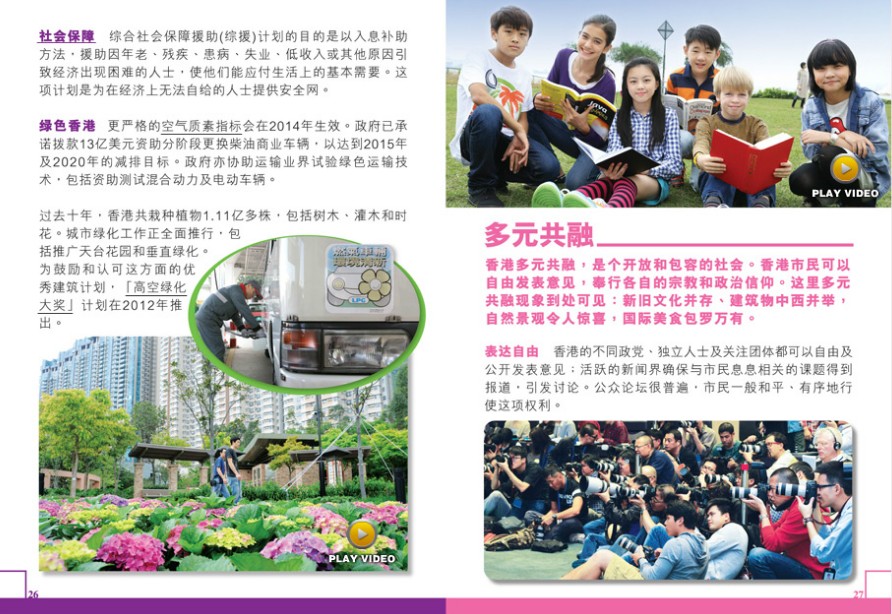 社会保障 综合社会保障援助(综援)计划的目的是以入息补助
方法，援助因年老、残疾、患病、失业、低收入或其他原因引
致经济出现困难的人士，使他们能应付生活上的基本需要。这
项计划是为在经济上无法自给的人士提供安全网。
绿色香港 更严格的空气质素指标会在2014年生效。政府已承
诺拨款13亿美元资助分阶段更换柴油商业车辆，以达到2015年
及2020年的减排目标。政府亦协助运输业界试验绿色运输技
术，包括资助测试混合动力及电动车辆。
过去十年，香港共栽种植物1.11亿多株，包括树木、灌木和时
花。城市绿化工作正全面推行，包
括推广天台花园和垂直绿化。
为鼓励和认可这方面的优
秀建筑计划，「高空绿化
大奖」计划在2012年推
出。
燃氣車輛
環境清新
LPG
PLAY VIDEO
26
Java
PLAY VIDEO
多元共融
香港多元共融，是个开放和包容的社会。香港市民可以
自由发表意见，奉行各自的宗教和政治信仰。这里多元
共融现象到处可见：新旧文化并存、建筑物中西并举，
自然景观令人惊喜，国际美食包罗万有。
表达自由 香港的不同政党、独立人士及关注团体都可以自由及
公开发表意见；活跃的新闻界确保与市民息息相关的课题得到
报道，引发讨论。公众论坛很普遍，市民一般和平、有序地行
使这项权利。
27